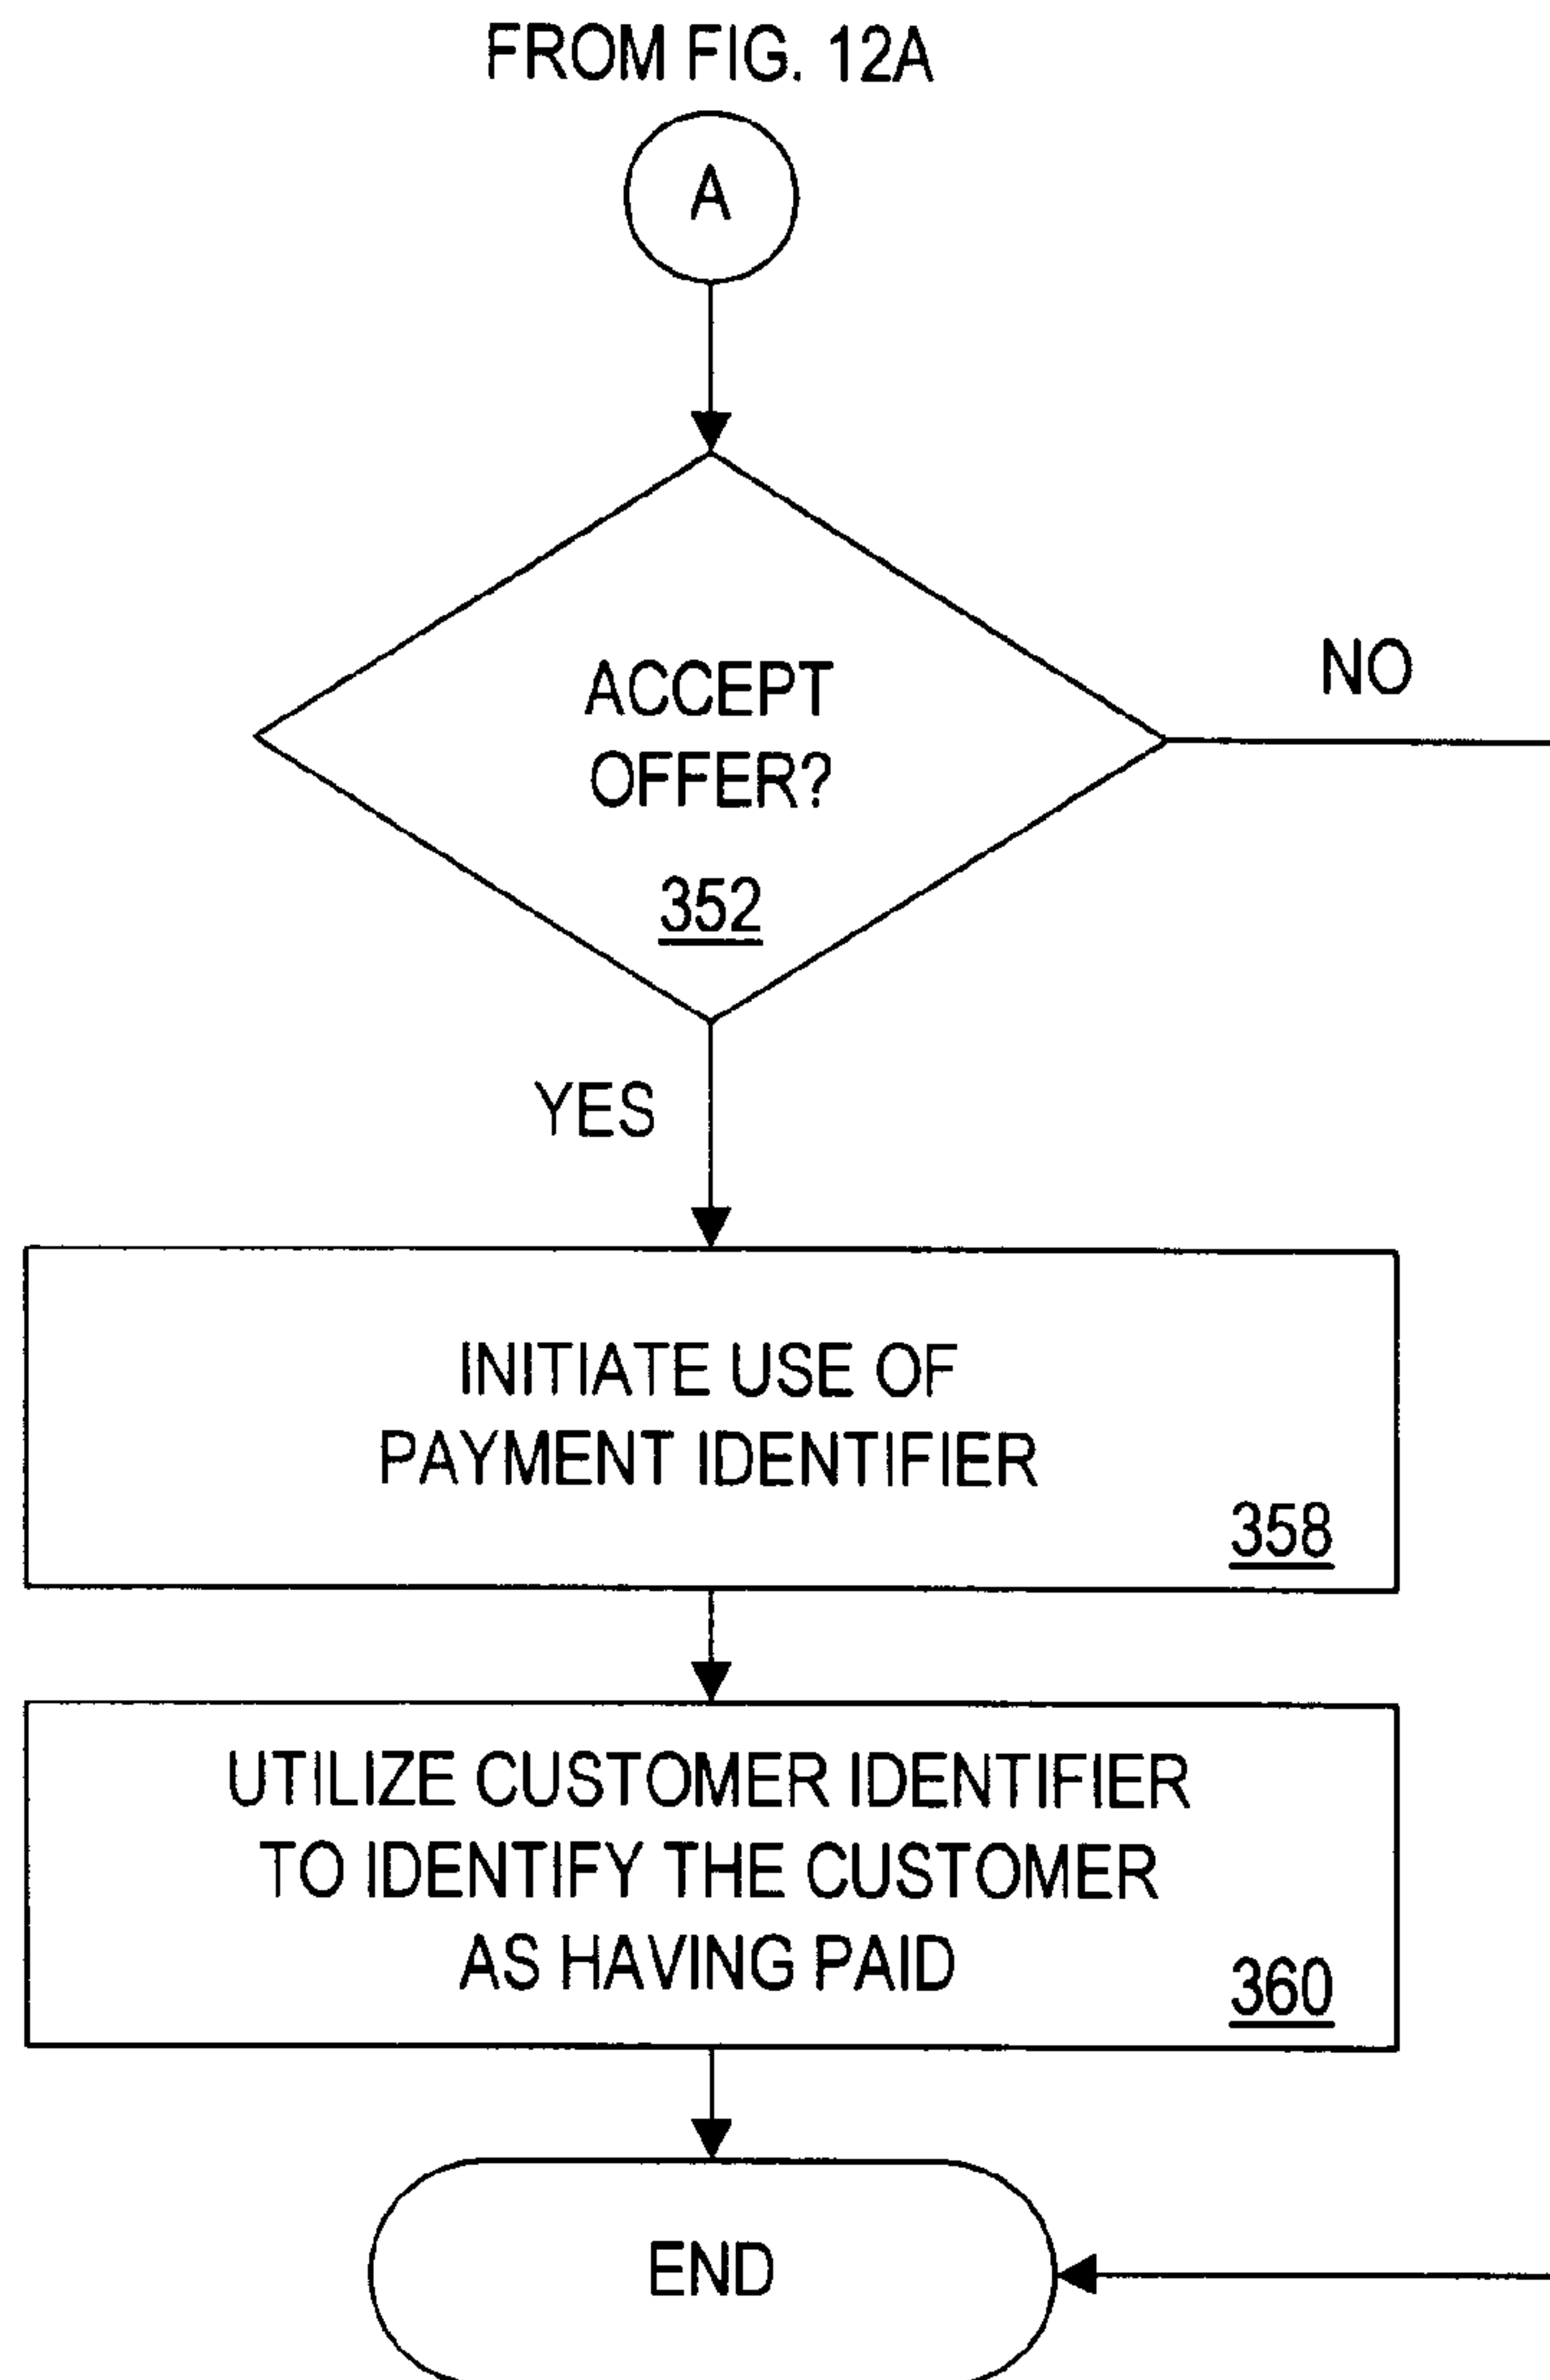 FROM FIG. 12A
A
ACCEPT
OFFER?
352
NO
YES
INITIATE USE OF
PAYMENT IDENTIFIER
358
UTILIZE CUSTOMER IDENTIFIER
TO IDENTIFY THE CUSTOMER
AS HAVING PAID
360
END